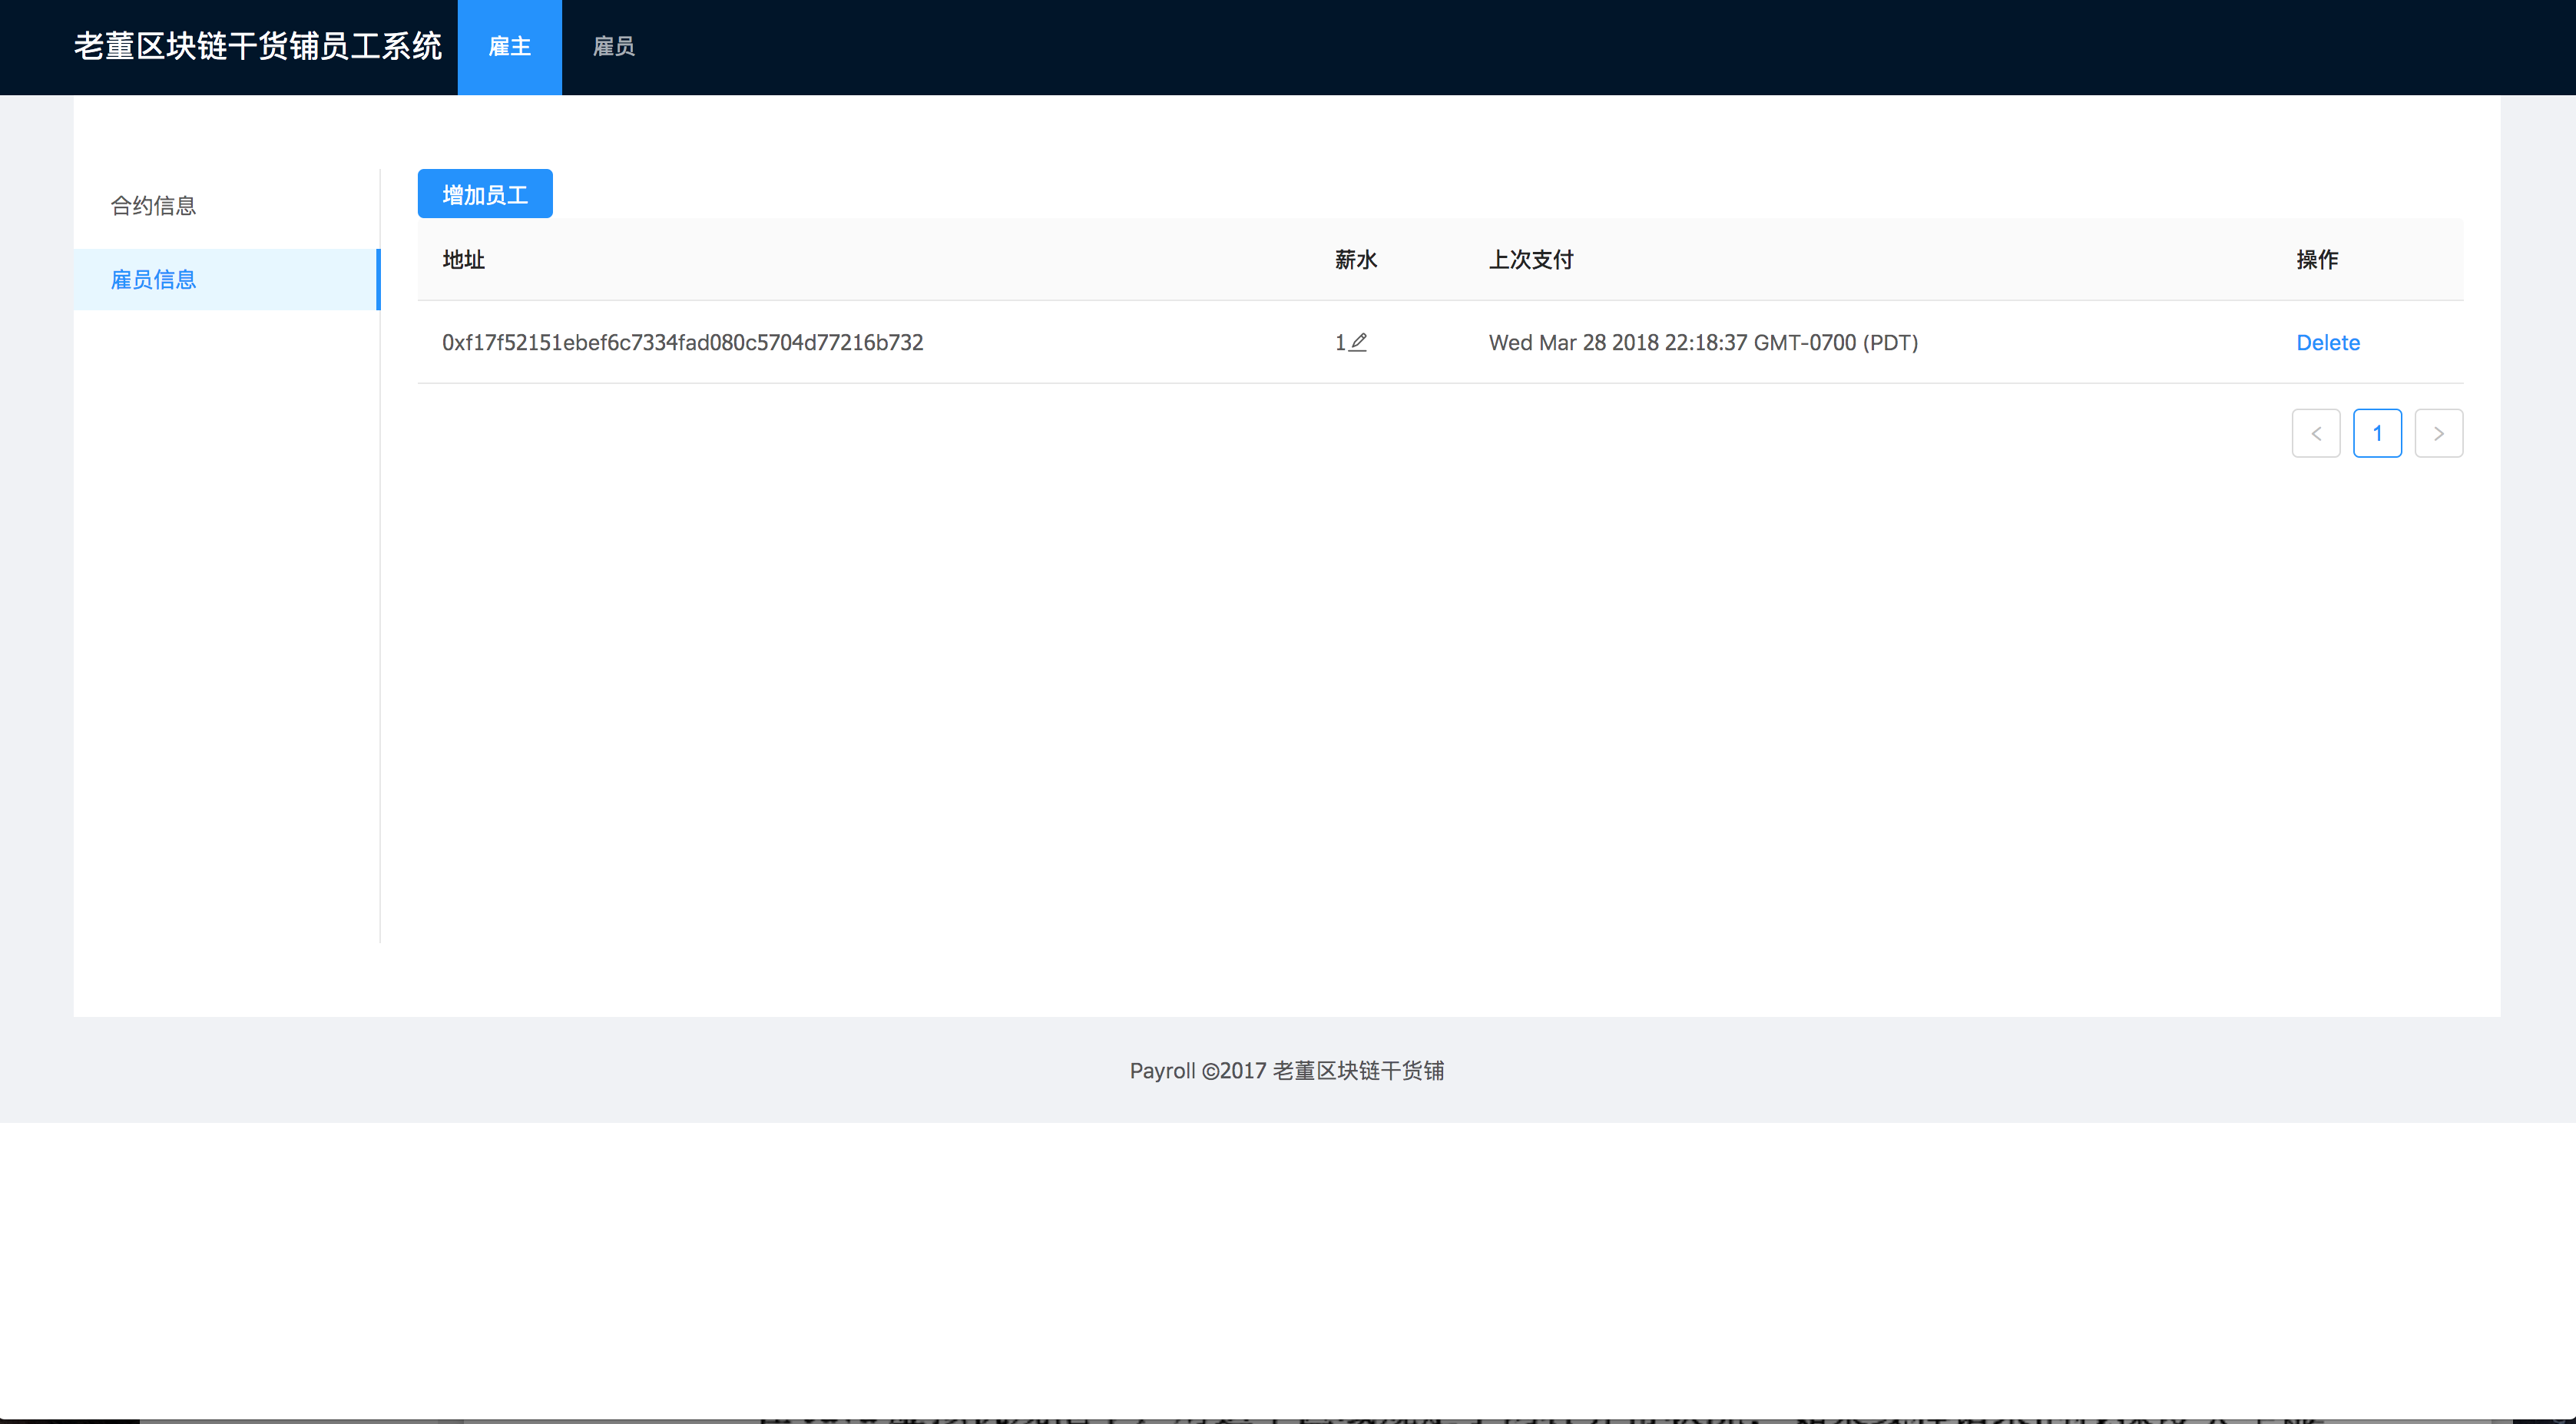 老董区块链干货铺员工系统 雇主 雇员
合约信息
雇员信息
增加员工
地址 薪水 上次支付 操作
0xf17f52151ebef6c7334fad080c5704d77216b732 1 Wed Mar 28 2018 22:18:37 GMT-0700 (PDT) Delete
< 1 >
Payroll ©2017 老董区块链干货铺